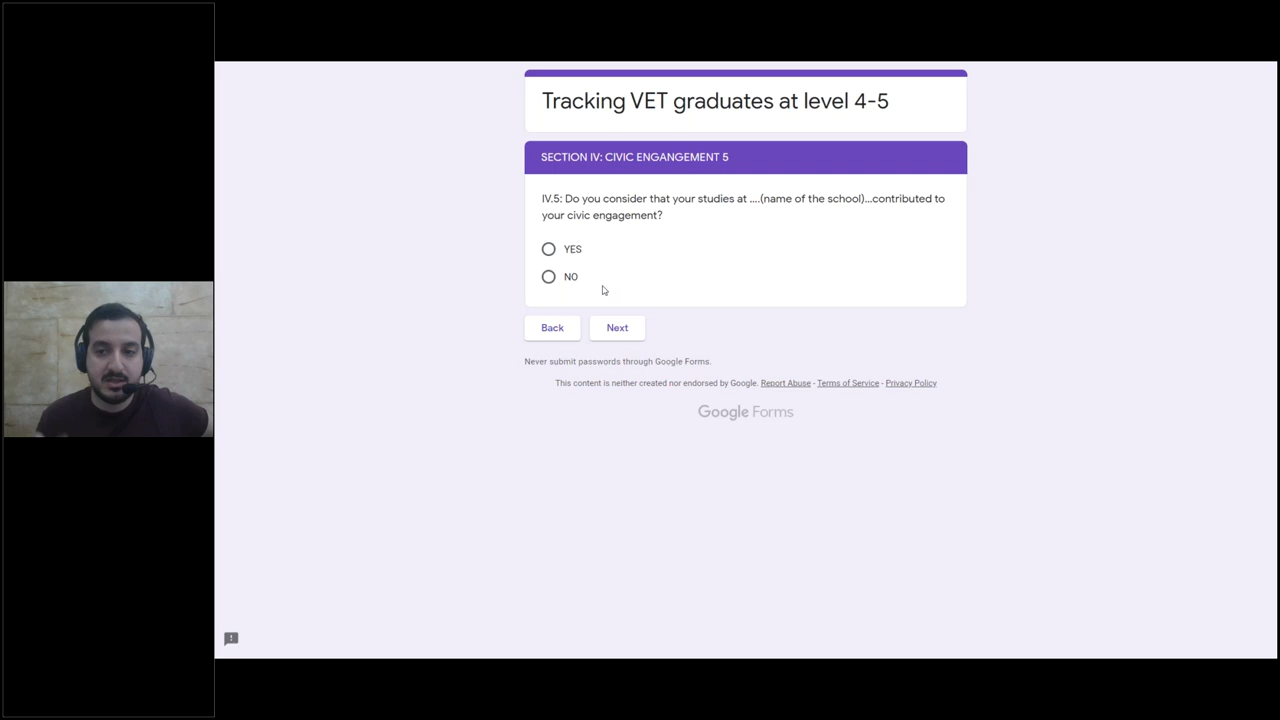 Tracking VET graduates at level 4-5
SECTION IV: CIVIC ENGANGEMENT 5
IV.5: Do you consider that your studies at ....(name of the school)...contributed to
your civic engagement?
YES
NO
Back
Next
Never submit passwords through Google Forms.
This content is neither created nor endorsed by Google. Report Abuse - Terms of Service - Privacy Policy
Google Forms